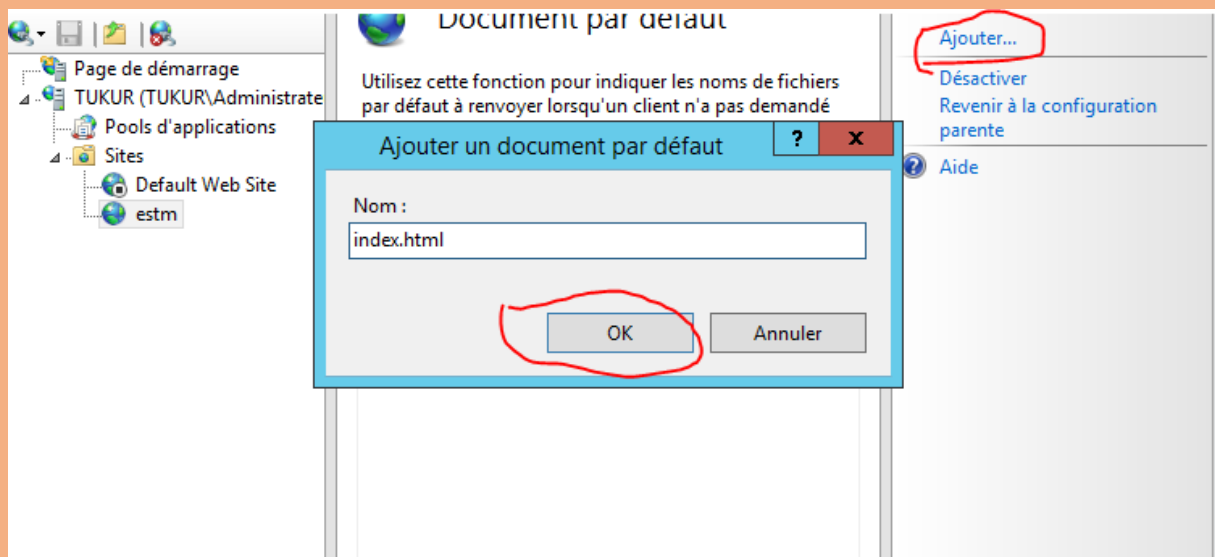 Document par défaut
Page de démarrage
TUKUR (TUKUR\Administrate
Pools d'applications
Sites
Default Web Site
estm
Utilisez cette fonction pour indiquer les noms de fichiers
par défaut à renvoyer lorsqu'un client n'a pas demandé
Ajouter un document par défaut
?
x
Nom :
index.html
OK
Annuler
Ajouter...
Désactiver
Revenir à la configuration
parente
Aide